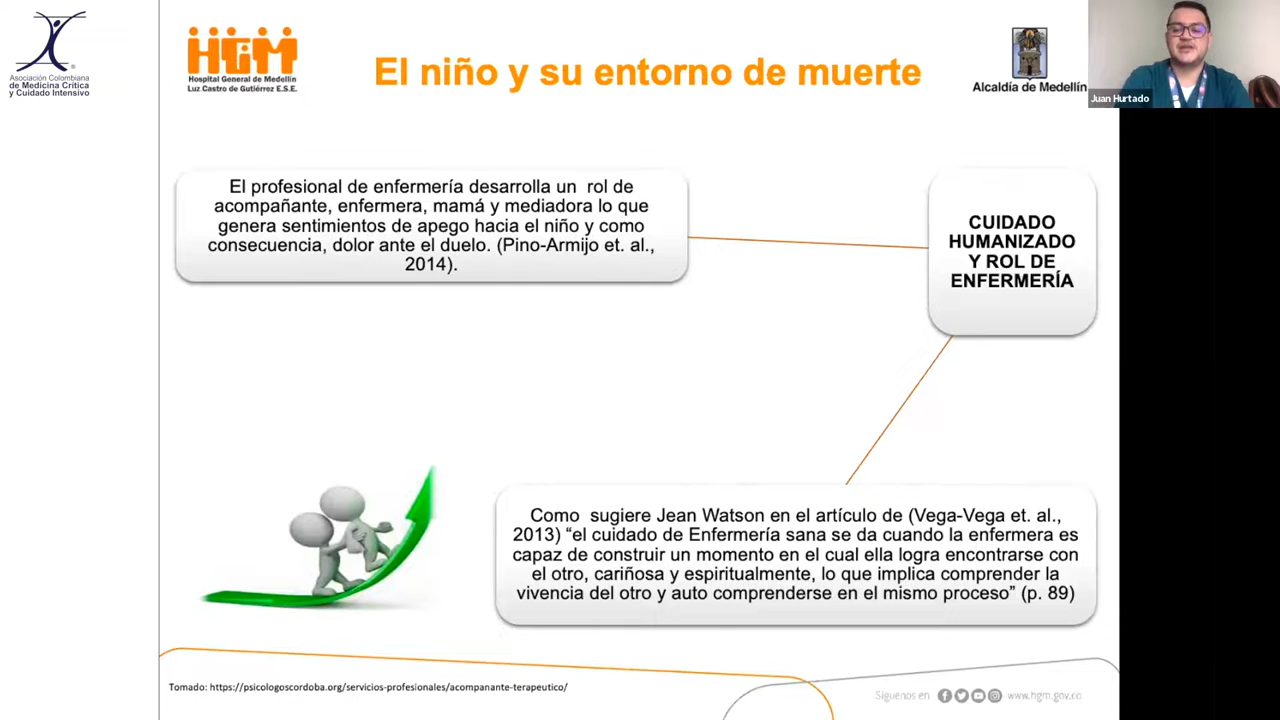 Asociación Colombiana
de Medicina Crítica
y Cuidado Intensivo
HGM
Hospital General de Medellín
Luz Castro de Gutiérrez E.S.E.
El niño y su entorno de muerte
Alcaldía de Medellín
Juan Hurtado
El profesional de enfermería desarrolla un rol de
acompañante, enfermera, mamá y mediadora lo que
genera sentimientos de apego hacia el niño y como
consecuencia, dolor ante el duelo. (Pino-Armijo et. al.,
2014).
CUIDADO
HUMANIZADO
Y ROL DE
ENFERMERÍA
Como sugiere Jean Watson en el artículo de (Vega-Vega et. al.,
2013) “el cuidado de Enfermería sana se da cuando la enfermera es
capaz de construir un momento en el cual ella logra encontrarse con
el otro, cariñosa y espiritualmente, lo que implica comprender la
vivencia del otro y auto comprenderse en el mismo proceso” (p. 89)
Tomado: https://psicologoscordoba.org/servicios-profesionales/acompanante-terapeutico/
Síguenos en
www.hgm.gov.co